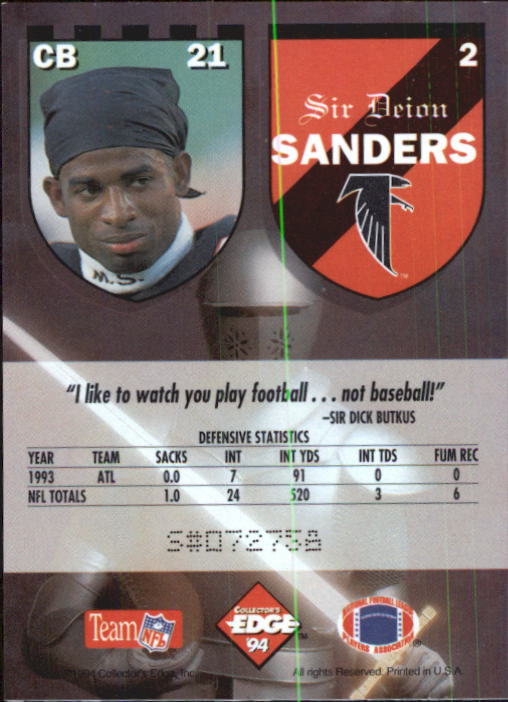 CB 21
2
Sir Deion
SANDERS
TM
M.S.
"I like to watch you play football . . . not baseball!"
–SIR DICK BUTKUS
DEFENSIVE STATISTICS
YEAR TEAM SACKS INT INT YDS INT TDS FUM REC
1993 ATL 0.0 7 91 0 0
NFL TOTALS 1.0 24 520 3 6
S#072758
Team NFL ®
COLLECTOR'S
EDGE TM
94
NATIONAL FOOTBALL LEAGUE
PLAYERS ASSOCIATION ®
©1994 Collector's Edge, Inc.
All rights Reserved. Printed in U.S.A.